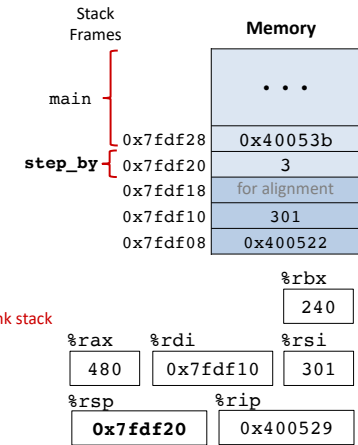 Stack
Frames
Memory
• • •
main
0x7fdf28 0x40053b
step_by 0x7fdf20 3
0x7fdf18 for alignment
0x7fdf10 301
0x7fdf08 0x400522
%rbx
240
nk stack
%rax %rdi %rsi
480 0x7fdf10 301
%rsp %rip
0x7fdf20 0x400529